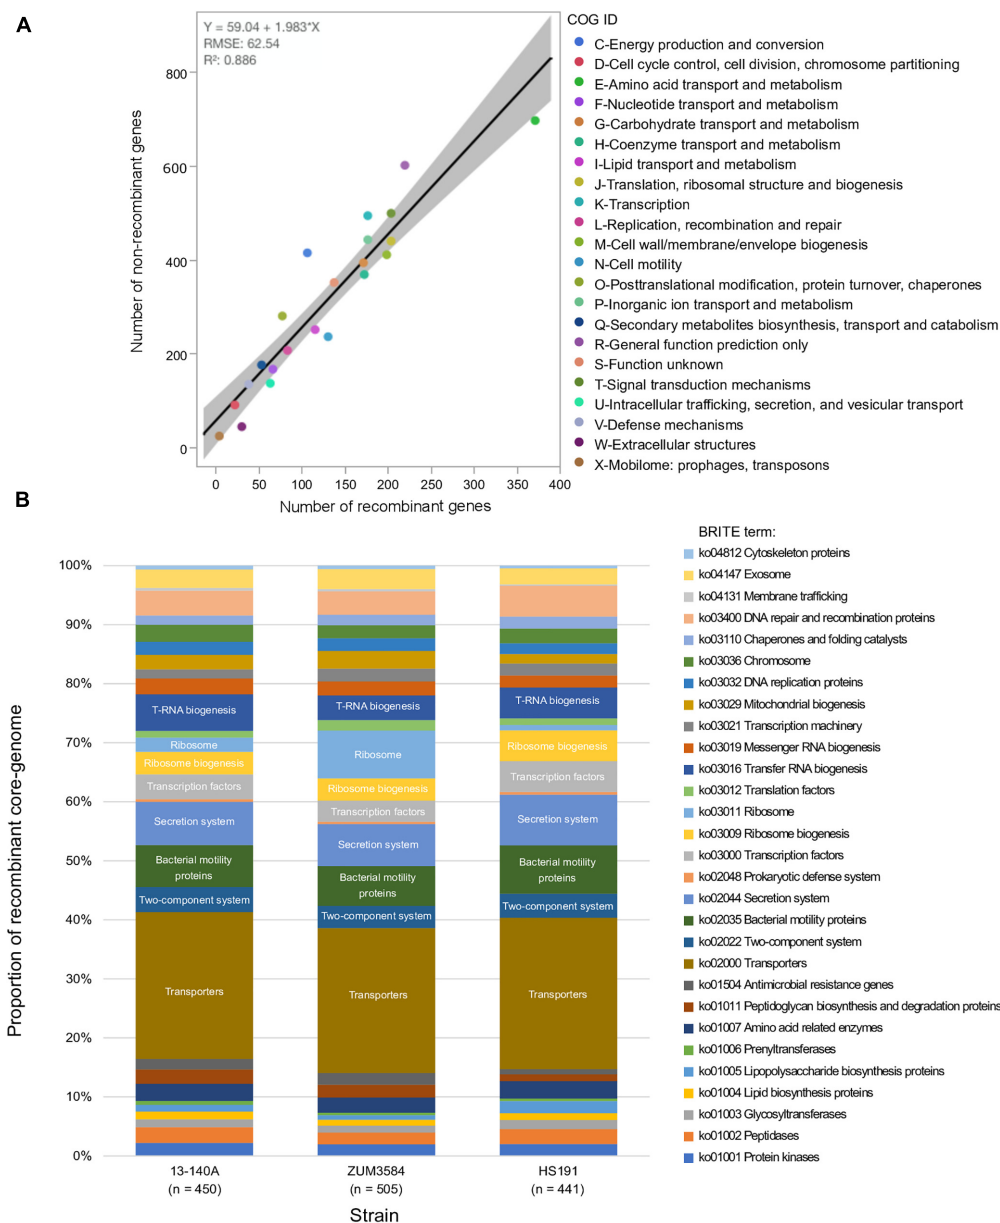 A
Y = 59.04 + 1.983*X
RMSE: 62.54
R²: 0.886
800
600
400
200
0
Number of non-recombinant genes
0 50 100 150 200 250 300 350 400
Number of recombinant genes
COG ID
C-Energy production and conversion
D-Cell cycle control, cell division, chromosome partitioning
E-Amino acid transport and metabolism
F-Nucleotide transport and metabolism
G-Carbohydrate transport and metabolism
H-Coenzyme transport and metabolism
I-Lipid transport and metabolism
J-Translation, ribosomal structure and biogenesis
K-Transcription
L-Replication, recombination and repair
M-Cell wall/membrane/envelope biogenesis
N-Cell motility
O-Posttranslational modification, protein turnover, chaperones
P-Inorganic ion transport and metabolism
Q-Secondary metabolites biosynthesis, transport and catabolism
R-General function prediction only
S-Function unknown
T-Signal transduction mechanisms
U-Intracellular trafficking, secretion, and vesicular transport
V-Defense mechanisms
W-Extracellular structures
X-Mobilome: prophages, transposons
B
Proportion of recombinant core-genome
100%
90%
80%
70%
60%
50%
40%
30%
20%
10%
0%
T-RNA biogenesis
Ribosome
Ribosome biogenesis
Transcription factors
Secretion system
Bacterial motility
proteins
Two-component system
Transporters
T-RNA biogenesis
Ribosome
Ribosome biogenesis
Transcription factors
Secretion system
Bacterial motility
proteins
Two-component system
Transporters
T-RNA biogenesis
Ribosome biogenesis
Transcription factors
Secretion system
Bacterial motility
proteins
Two-component system
Transporters
13-140A
(n = 450)
ZUM3584
(n = 505)
HS191
(n = 441)
Strain
BRITE term:
ko04812 Cytoskeleton proteins
ko04147 Exosome
ko04131 Membrane trafficking
ko03400 DNA repair and recombination proteins
ko03110 Chaperones and folding catalysts
ko03036 Chromosome
ko03032 DNA replication proteins
ko03029 Mitochondrial biogenesis
ko03021 Transcription machinery
ko03019 Messenger RNA biogenesis
ko03016 Transfer RNA biogenesis
ko03012 Translation factors
ko03011 Ribosome
ko03009 Ribosome biogenesis
ko03000 Transcription factors
ko02048 Prokaryotic defense system
ko02044 Secretion system
ko02035 Bacterial motility proteins
ko02022 Two-component system
ko02000 Transporters
ko01504 Antimicrobial resistance genes
ko01011 Peptidoglycan biosynthesis and degradation proteins
ko01007 Amino acid related enzymes
ko01006 Prenyltransferases
ko01005 Lipopolysaccharide biosynthesis proteins
ko01004 Lipid biosynthesis proteins
ko01003 Glycosyltransferases
ko01002 Peptidases
ko01001 Protein kinases